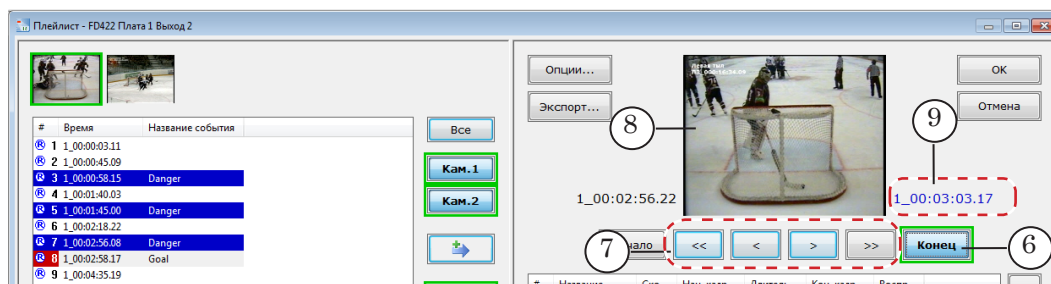 Плейлист - FD422 Плата 1 Выход 2
# Время Название события
R 1 1_00:00:03.11
R 2 1_00:00:45.09
R 3 1_00:00:58.15 Danger
R 4 1_00:01:40.03
R 5 1_00:01:45.00 Danger
R 6 1_00:02:18.22
R 7 1_00:02:56.08 Danger
R 8 1_00:02:58.17 Goal
R 9 1_00:04:35.19
Все
Кам.1
Кам.2
Опции...
Экспорт...
Левая тыл
OK
Отмена
8
9
1_00:02:56.22
1_00:03:03.17
7
ало
<<
<
>
>>
Конец
6